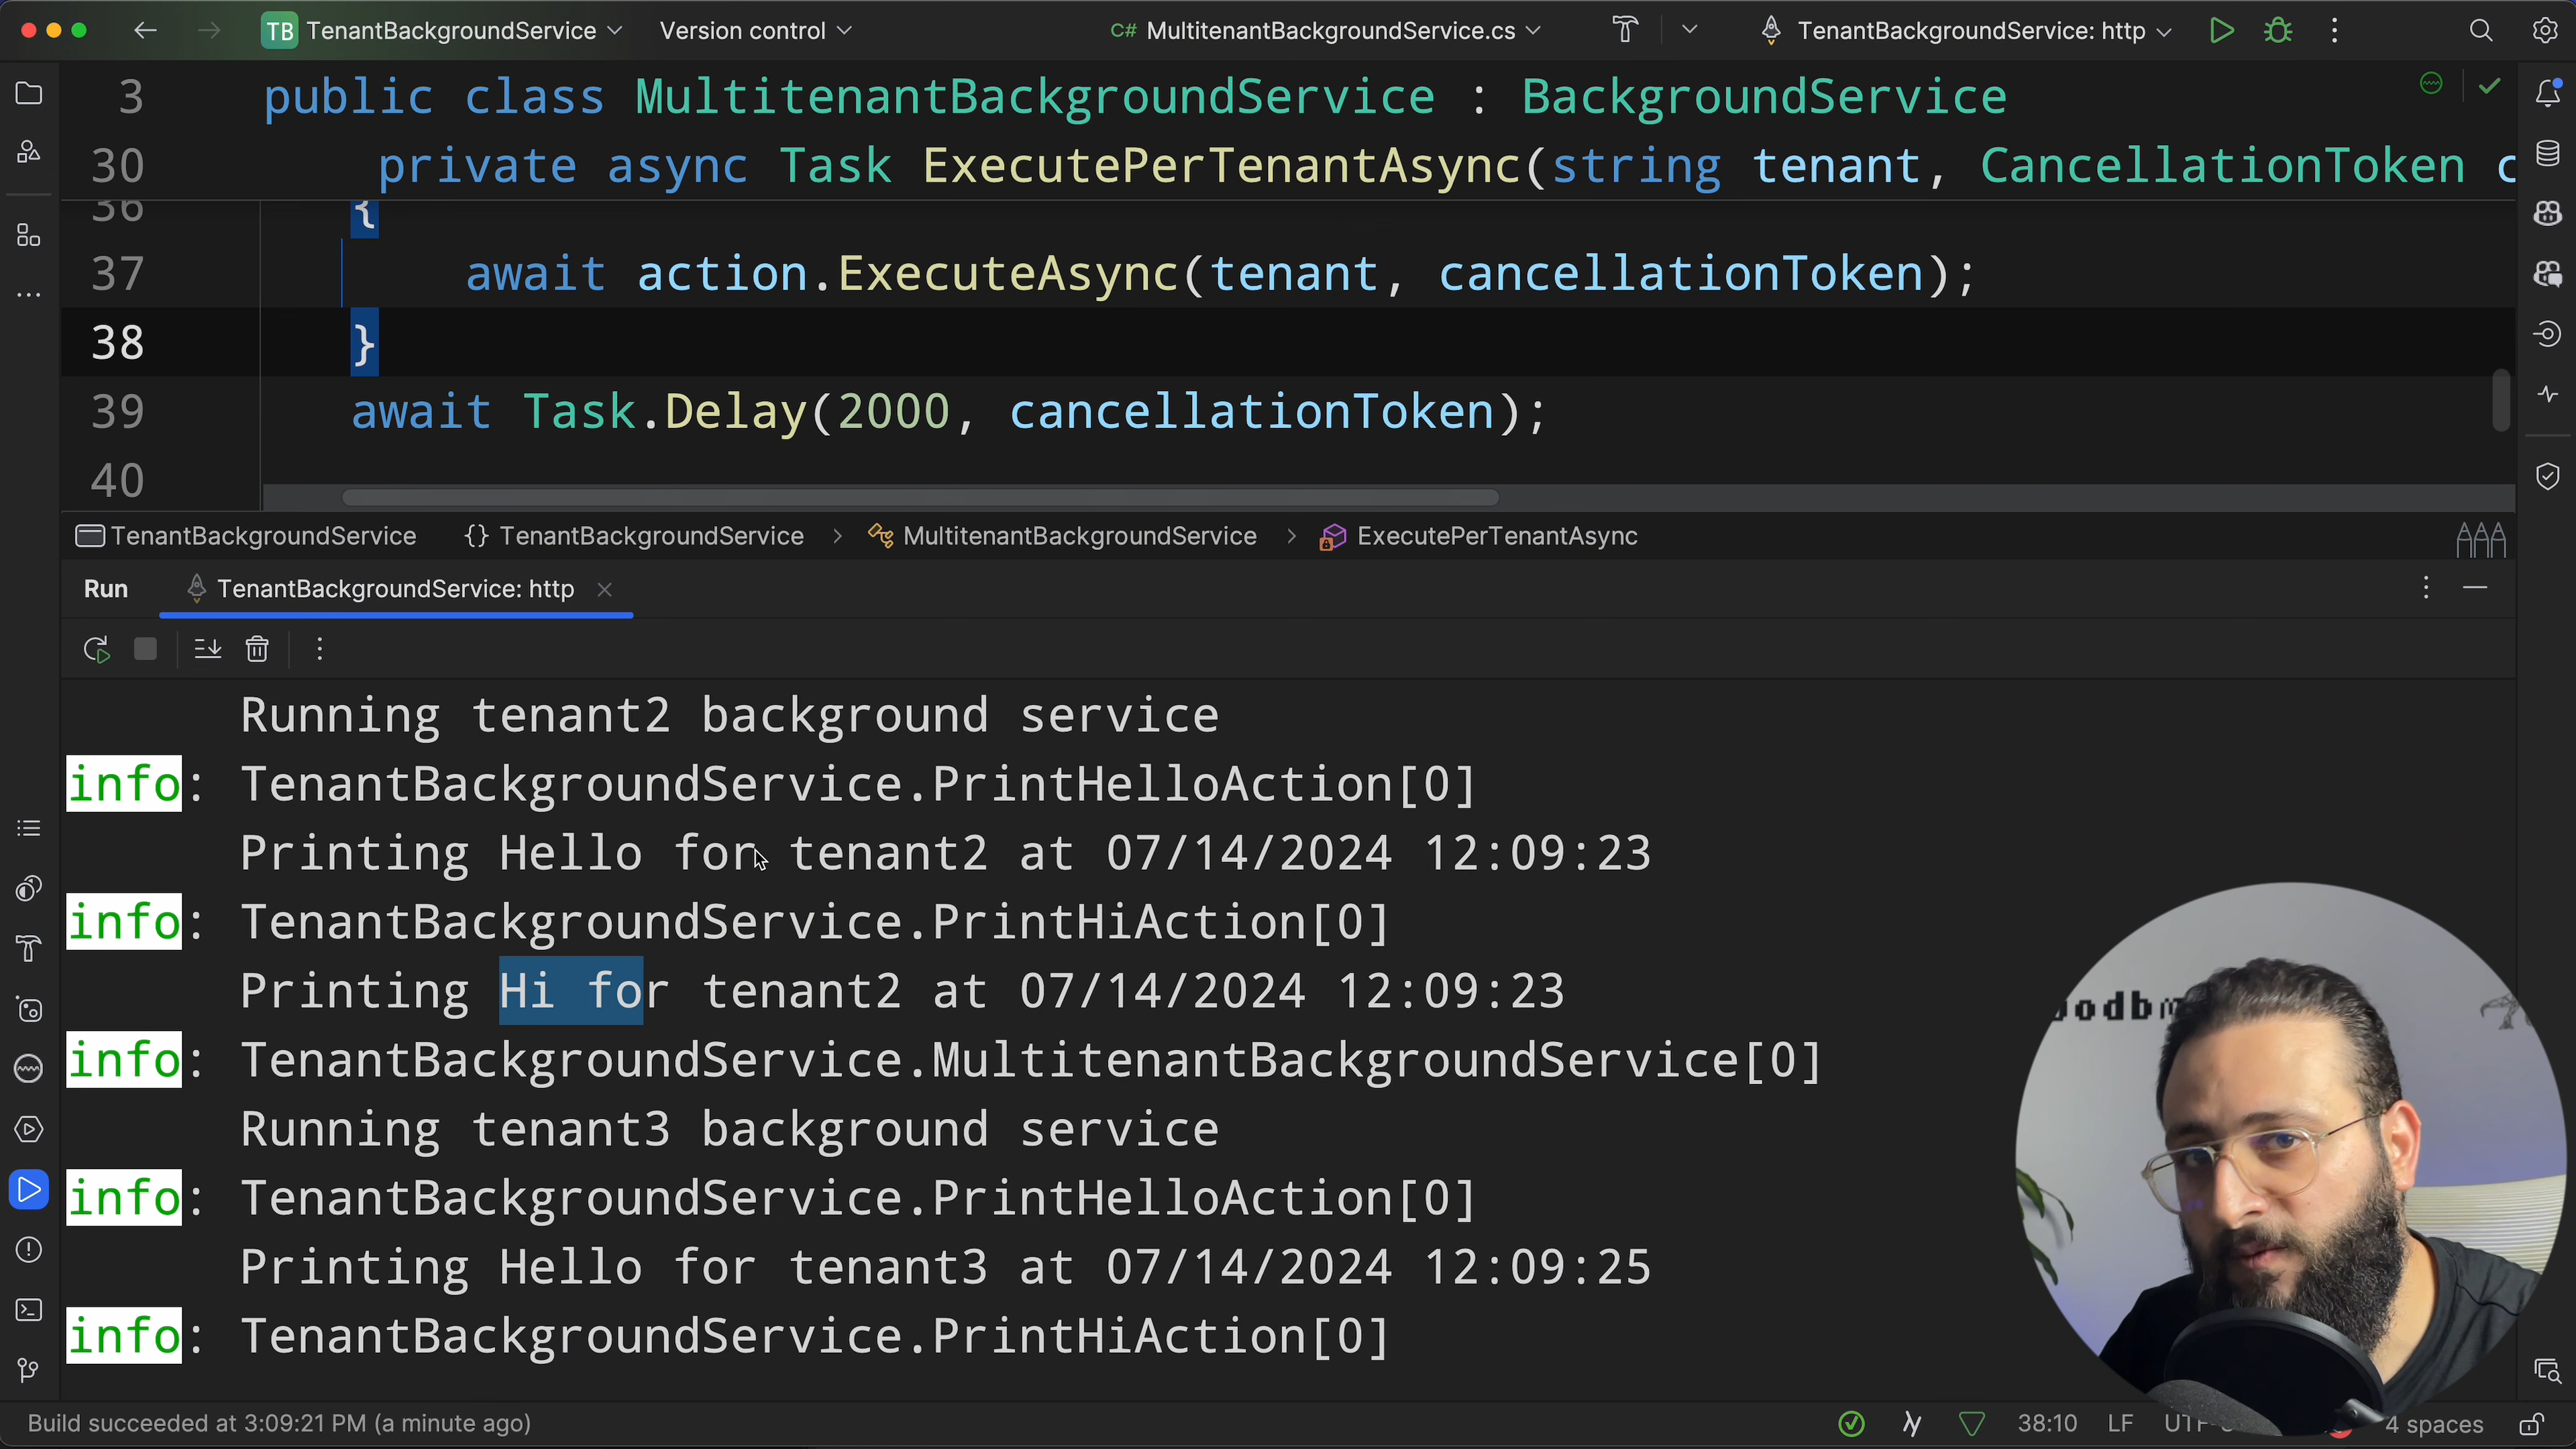 TB TenantBackgroundService Version control C# MultitenantBackgroundService.cs TenantBackgroundService: http
3 public class MultitenantBackgroundService : BackgroundService
30 private async Task ExecutePerTenantAsync(string tenant, CancellationToken c
36 {
37 await action.ExecuteAsync(tenant, cancellationToken);
38 }
39 await Task.Delay(2000, cancellationToken);
40
TenantBackgroundService {} TenantBackgroundService > MultitenantBackgroundService > ExecutePerTenantAsync
Run TenantBackgroundService: http
Running tenant2 background service
info: TenantBackgroundService.PrintHelloAction[0]
Printing Hello for tenant2 at 07/14/2024 12:09:23
info: TenantBackgroundService.PrintHiAction[0]
Printing Hi for tenant2 at 07/14/2024 12:09:23
info: TenantBackgroundService.MultitenantBackgroundService[0]
Running tenant3 background service
info: TenantBackgroundService.PrintHelloAction[0]
Printing Hello for tenant3 at 07/14/2024 12:09:25
info: TenantBackgroundService.PrintHiAction[0]
Build succeeded at 3:09:21 PM (a minute ago) 38:10 LF 4 spaces